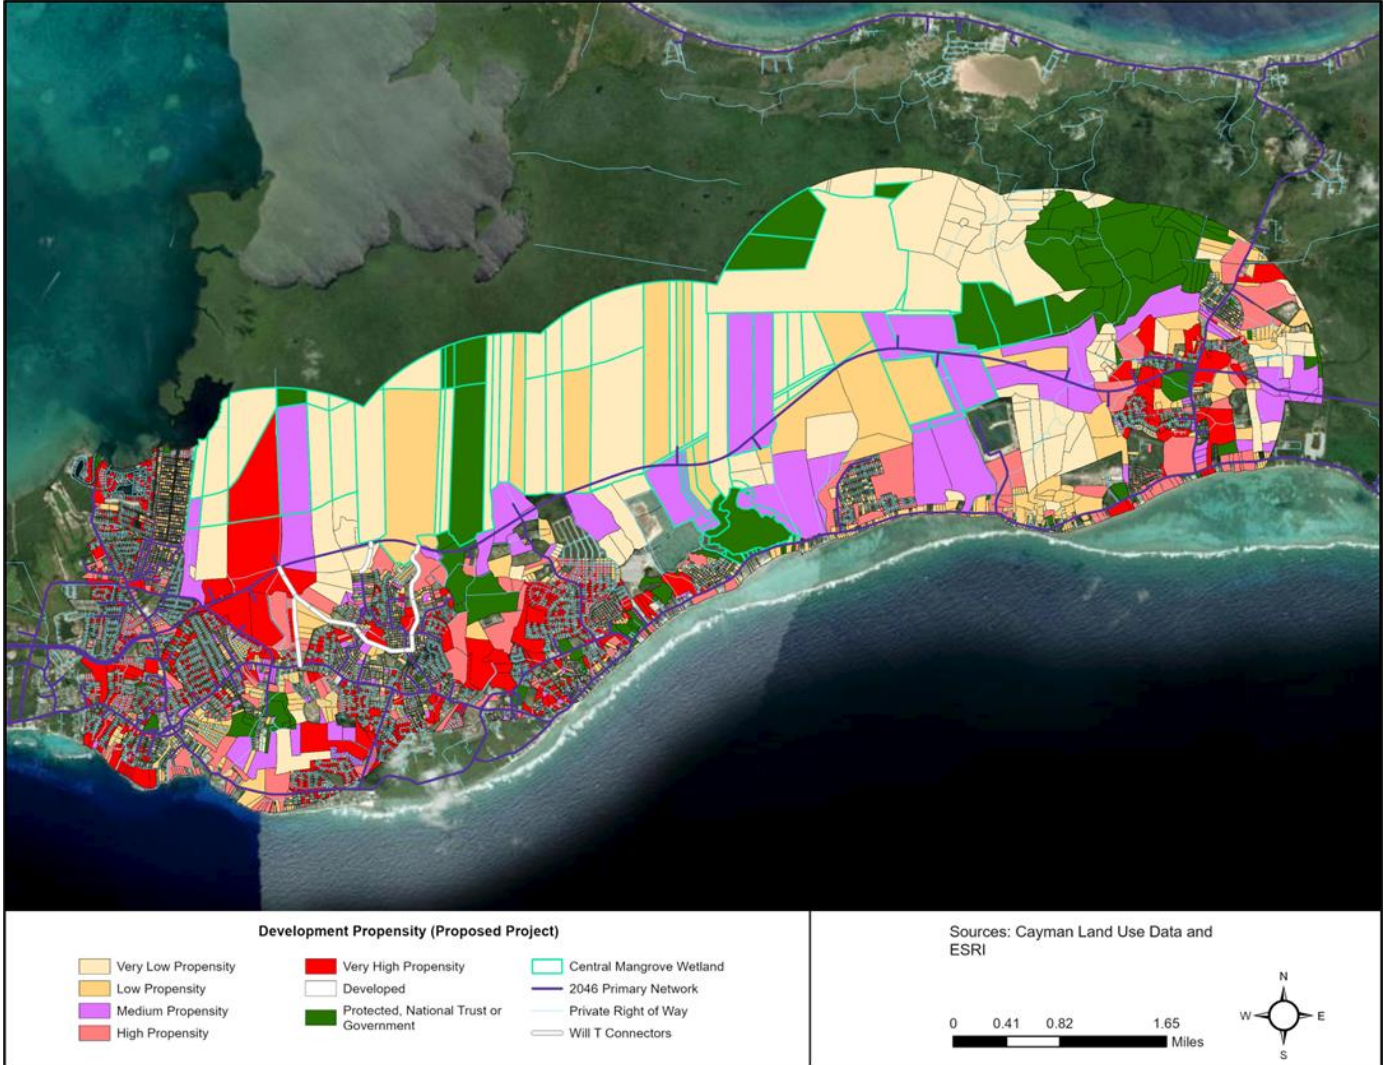 Development Propensity (Proposed Project)
Very Low Propensity
Low Propensity
Medium Propensity
High Propensity
Very High Propensity
Developed
Protected, National Trust or
Government
Central Mangrove Wetland
2046 Primary Network
Private Right of Way
Will T Connectors
Sources: Cayman Land Use Data and
ESRI
N
W E
S
0 0.41 0.82 1.65
Miles